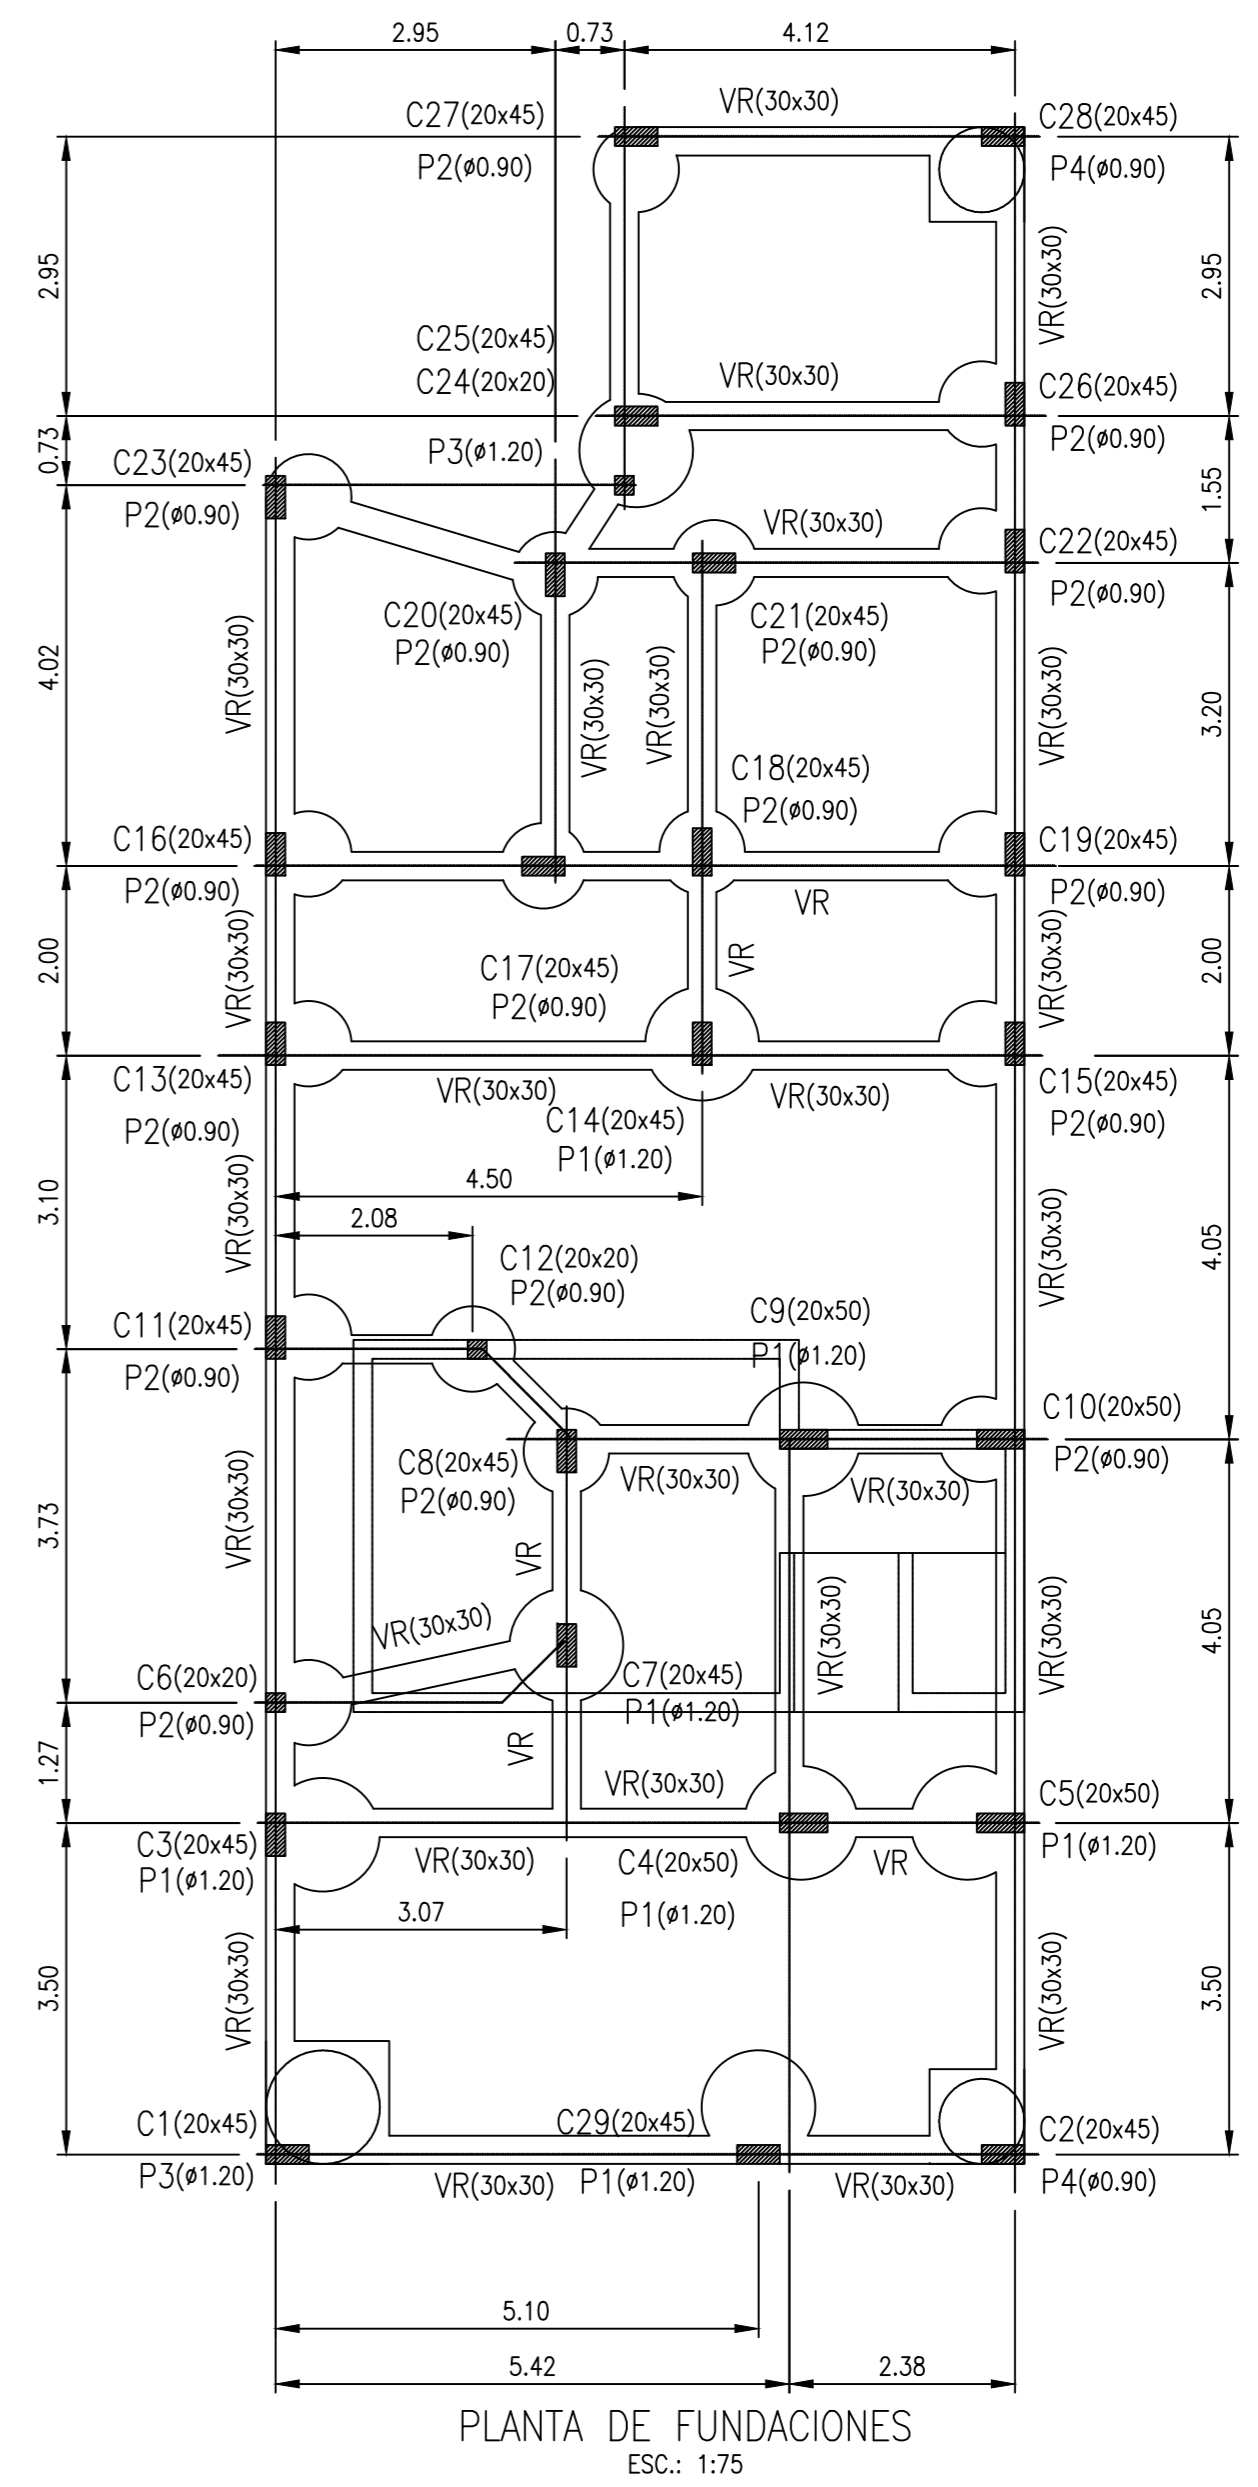 2.95
0.73
4.12
C27(20x45)
P2(ø0.90)
VR(30x30)
C28(20x45)
P4(ø0.90)
2.95
VR(30x30)
2.95
C25(20x45)
C24(20x20)
VR(30x30)
C26(20x45)
P2(ø0.90)
0.73
P3(ø1.20)
C23(20x45)
P2(ø0.90)
1.55
VR(30x30)
C22(20x45)
P2(ø0.90)
C20(20x45)
P2(ø0.90)
C21(20x45)
P2(ø0.90)
4.02
VR(30x30)
VR(30x30)
VR(30x30)
VR(30x30)
3.20
C18(20x45)
P2(ø0.90)
C16(20x45)
P2(ø0.90)
C19(20x45)
P2(ø0.90)
VR
2.00
VR(30x30)
C17(20x45)
P2(ø0.90)
VR
VR(30x30)
2.00
C13(20x45)
P2(ø0.90)
VR(30x30)
VR(30x30)
C15(20x45)
P2(ø0.90)
C14(20x45)
P1(ø1.20)
3.10
VR(30x30)
4.50
2.08
VR(30x30)
4.05
C12(20x20)
P2(ø0.90)
C9(20x50)
P1(ø1.20)
C11(20x45)
P2(ø0.90)
C10(20x50)
P2(ø0.90)
C8(20x45)
P2(ø0.90)
VR(30x30)
VR(30x30)
3.73
VR(30x30)
VR
VR(30x30)
VR(30x30)
VR(30x30)
4.05
C6(20x20)
P2(ø0.90)
C7(20x45)
P1(ø1.20)
1.27
VR
VR(30x30)
C5(20x50)
P1(ø1.20)
C3(20x45)
P1(ø1.20)
VR(30x30)
C4(20x50)
P1(ø1.20)
VR
3.07
3.50
VR(30x30)
VR(30x30)
3.50
C1(20x45)
P3(ø1.20)
C29(20x45)
P1(ø1.20)
C2(20x45)
P4(ø0.90)
VR(30x30)
VR(30x30)
5.10
5.42
2.38
PLANTA DE FUNDACIONES
ESC.: 1:75